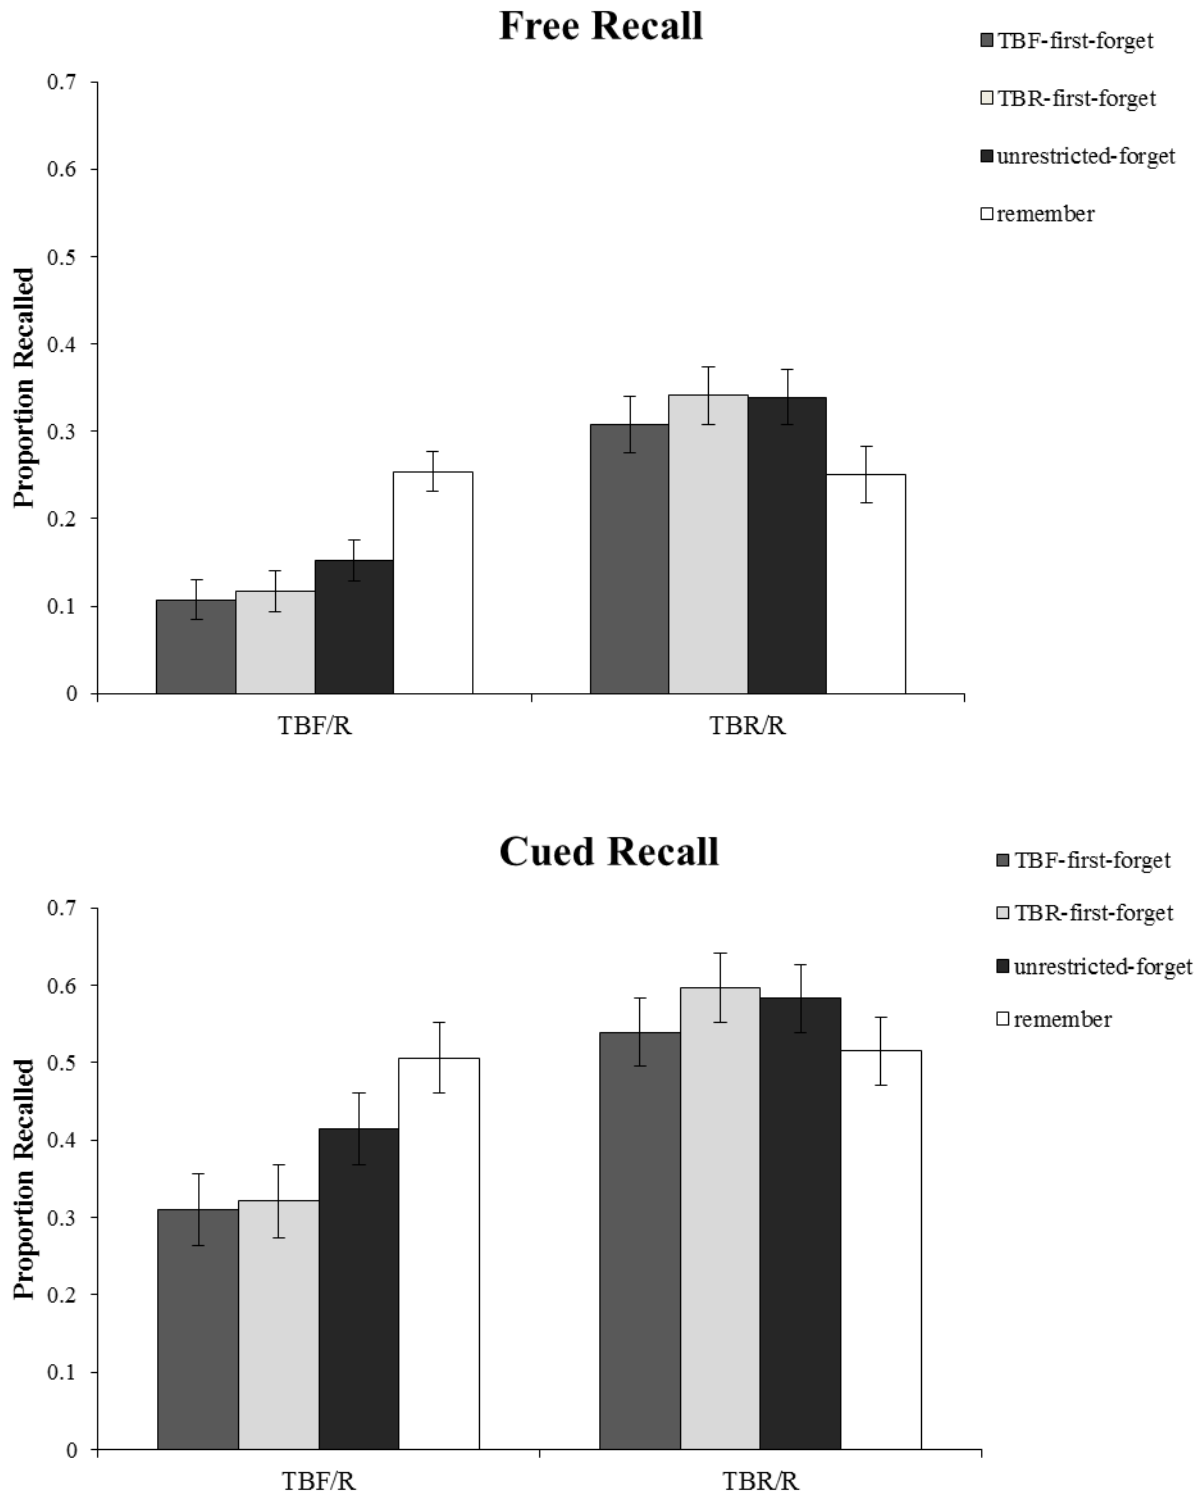 Free Recall
TBF-first-forget
TBR-first-forget
unrestricted-forget
remember
Proportion Recalled
0.7
0.6
0.5
0.4
0.3
0.2
0.1
0
TBF/R
TBR/R
Cued Recall
TBF-first-forget
TBR-first-forget
unrestricted-forget
remember
Proportion Recalled
0.7
0.6
0.5
0.4
0.3
0.2
0.1
0
TBF/R
TBR/R